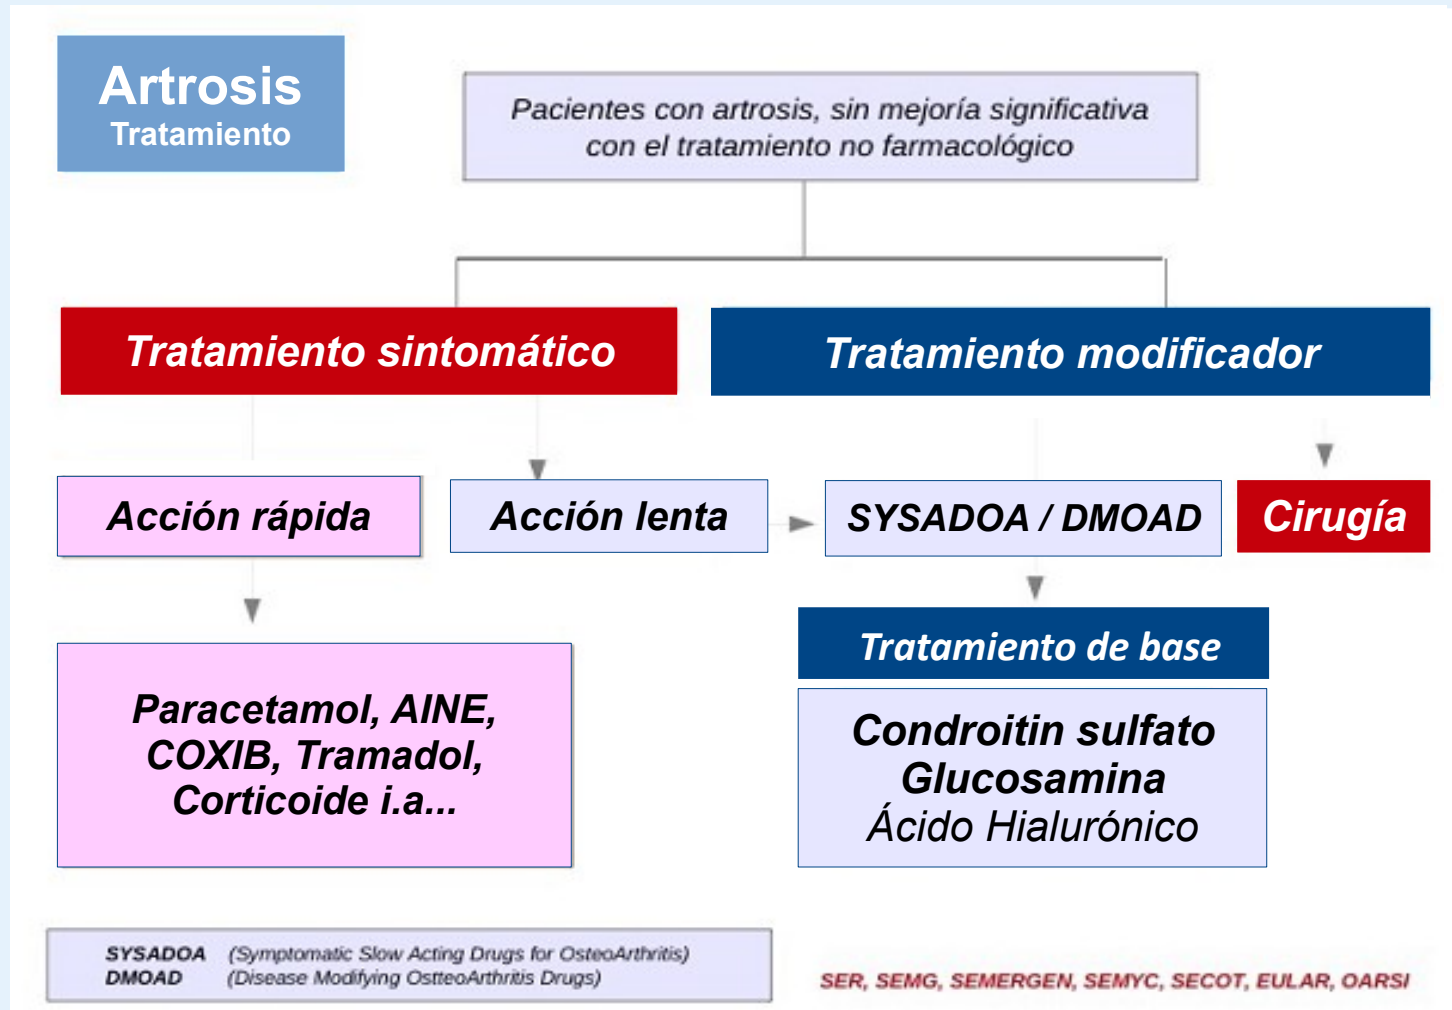 Artrosis
Tratamiento
Pacientes con artrosis, sin mejoría significativa
con el tratamiento no farmacológico
Tratamiento sintomático
Tratamiento modificador
Acción rápida
Acción lenta
SYSADOA / DMOAD
Cirugía
Tratamiento de base
Paracetamol, AINE,
COXIB, Tramadol,
Corticoide i.a...
Condroitin sulfato
Glucosamina
Ácido Hialurónico
SYSADOA (Symptomatic Slow Acting Drugs for OsteoArthritis)
DMOAD (Disease Modifying OstteoArthritis Drugs)
SER, SEMG, SEMERGEN, SEMYC, SECOT, EULAR, OARSI